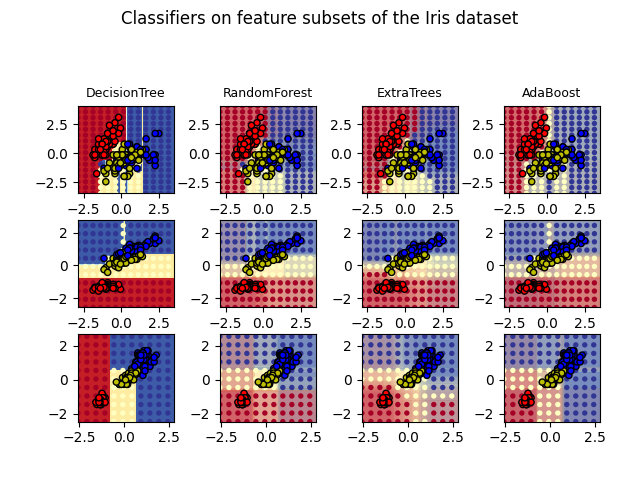 Classifiers on feature subsets of the Iris dataset
DecisionTree RandomForest ExtraTrees AdaBoost
2.5 2.5 2.5 2.5
0.0 0.0 0.0 0.0
−2.5 −2.5 −2.5 −2.5
−2.5 0.0 2.5 −2.5 0.0 2.5 −2.5 0.0 2.5 −2.5 0.0 2.5
2 2 2 2
0 0 0 0
−2 −2 −2 −2
−2.5 0.0 2.5 −2.5 0.0 2.5 −2.5 0.0 2.5 −2.5 0.0 2.5
2 2 2 2
0 0 0 0
−2 −2 −2 −2
−2.5 0.0 2.5 −2.5 0.0 2.5 −2.5 0.0 2.5 −2.5 0.0 2.5